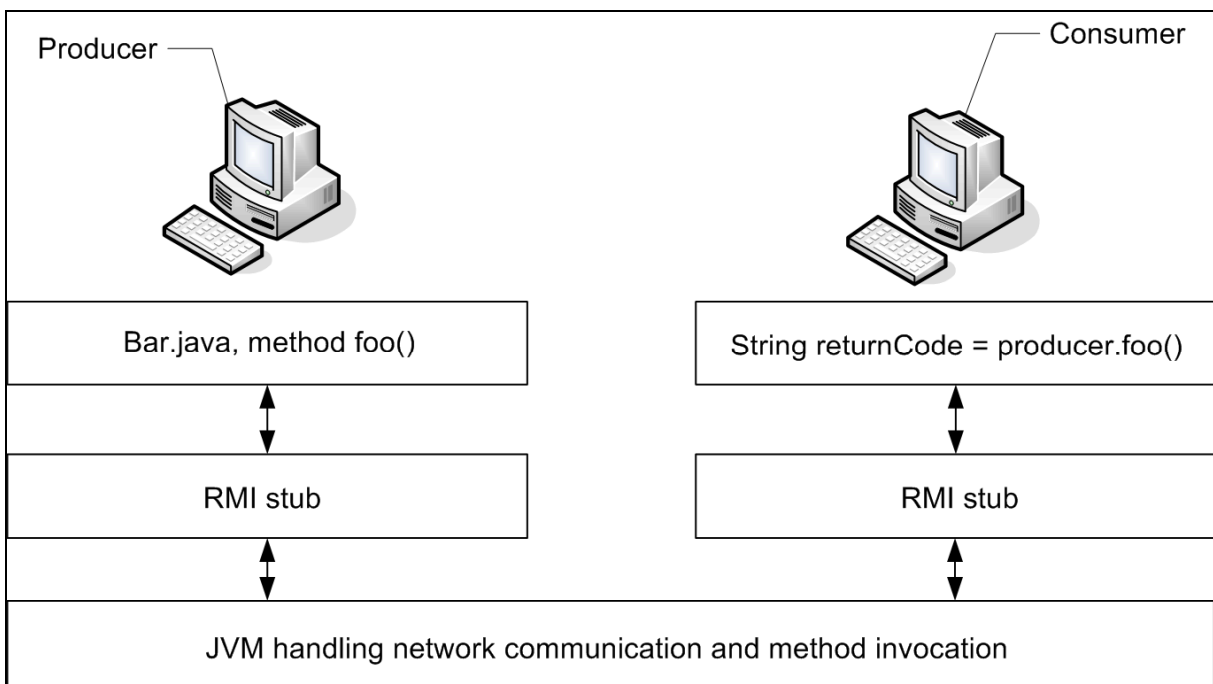 Producer
Consumer
Bar.java, method foo()
String returnCode = producer.foo()
RMI stub
RMI stub
JVM handling network communication and method invocation